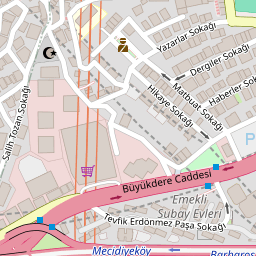 Yazarlar Sokağı
Dergiler Sokağı
Haberler Sokağı
Matbuat Sokağı
Hikaye Sokağı
Salih Tozan Sokağı
P
Büyükdere Caddesi
Emekli
Subay Evleri
Tevfik Erdönmez Paşa Sokağı
Mecidiyeköy
Barbaros